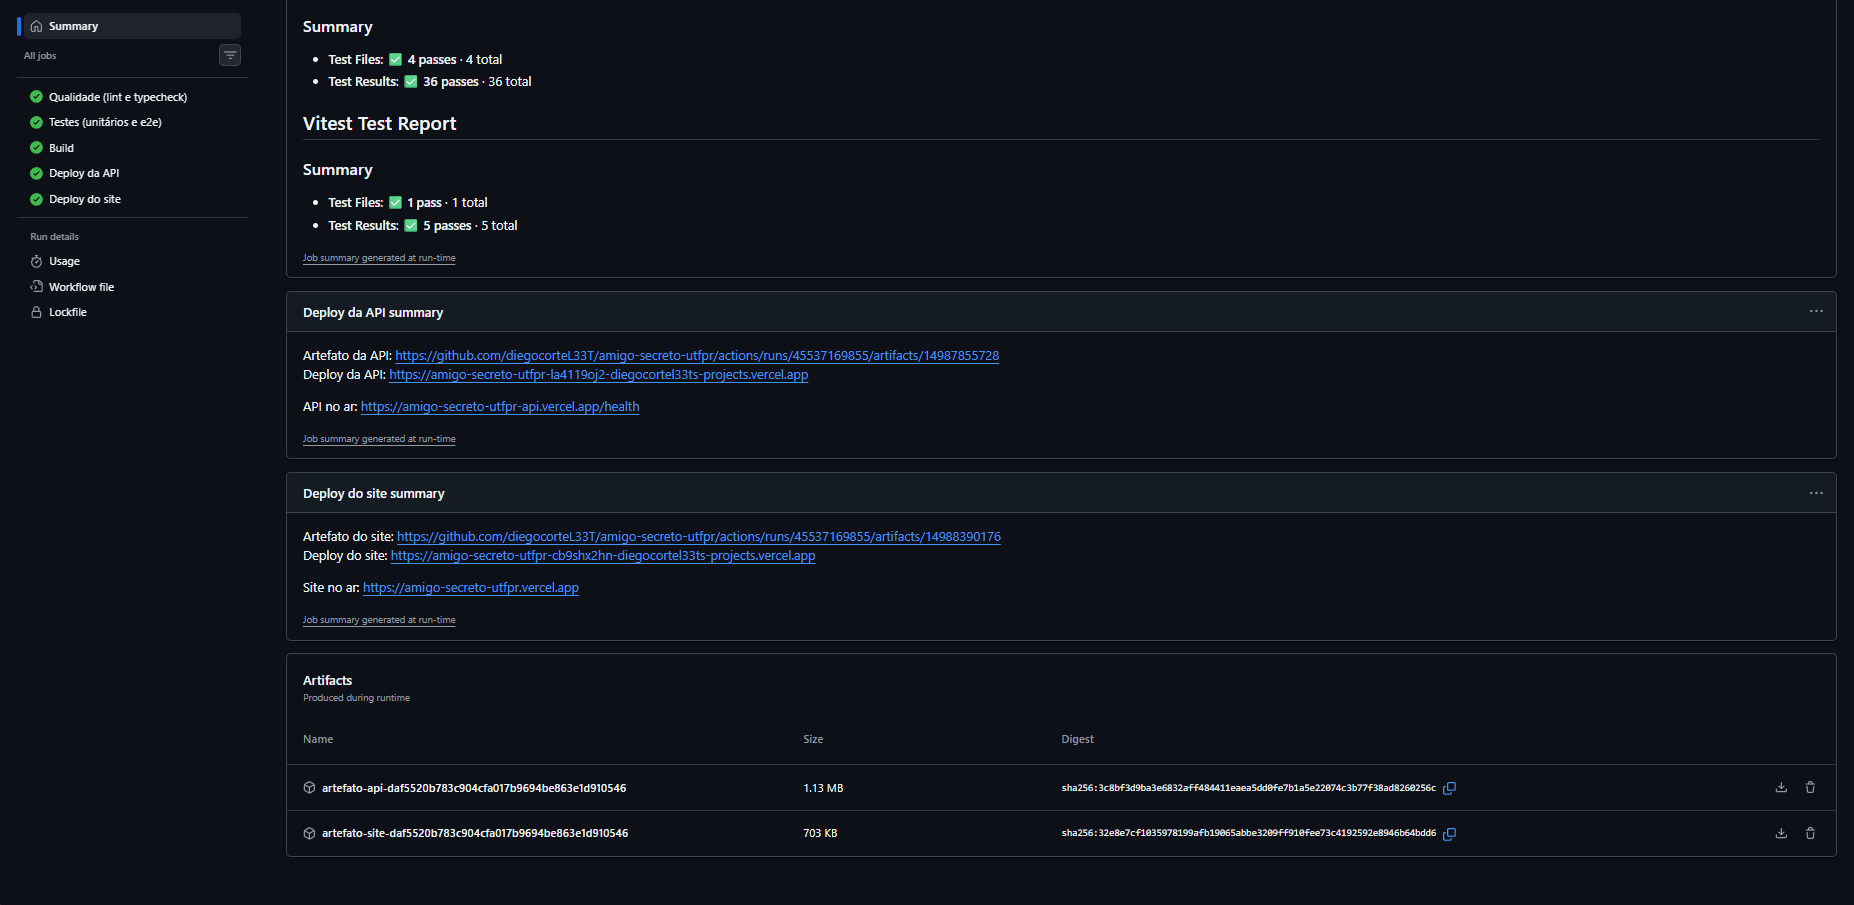 Summary
All jobs
Qualidade (lint e typecheck)
Testes (unitários e e2e)
Build
Deploy da API
Deploy do site
Run details
Usage
Workflow file
Lockfile
Summary
Test Files: ✅ 4 passes · 4 total
Test Results: ✅ 36 passes · 36 total
Vitest Test Report
Summary
Test Files: ✅ 1 pass · 1 total
Test Results: ✅ 5 passes · 5 total
Job summary generated at run-time
Deploy da API summary
Artefato da API: https://github.com/diegocorteL33T/amigo-secreto-utfpr/actions/runs/45537169855/artifacts/14987855728
Deploy da API: https://amigo-secreto-utfpr-la4119oj2-diegocortel33ts-projects.vercel.app
API no ar: https://amigo-secreto-utfpr-api.vercel.app/health
Job summary generated at run-time
Deploy do site summary
Artefato do site: https://github.com/diegocorteL33T/amigo-secreto-utfpr/actions/runs/45537169855/artifacts/14988390176
Deploy do site: https://amigo-secreto-utfpr-cb9shx2hn-diegocortel33ts-projects.vercel.app
Site no ar: https://amigo-secreto-utfpr.vercel.app
Job summary generated at run-time
Artifacts
Produced during runtime
Name Size Digest
artefato-api-daf5520b783c904cfa017b9694be863e1d910546 1.13 MB sha256:3c8bf3d9ba3e6832aff484411eaea5dd0fe7b1a5e22074c3b77f38ad8260256c
artefato-site-daf5520b783c904cfa017b9694be863e1d910546 703 KB sha256:32e8e7cf1035978199afb19065abbe3209ff910fee73c4192592e8946b64bdd6